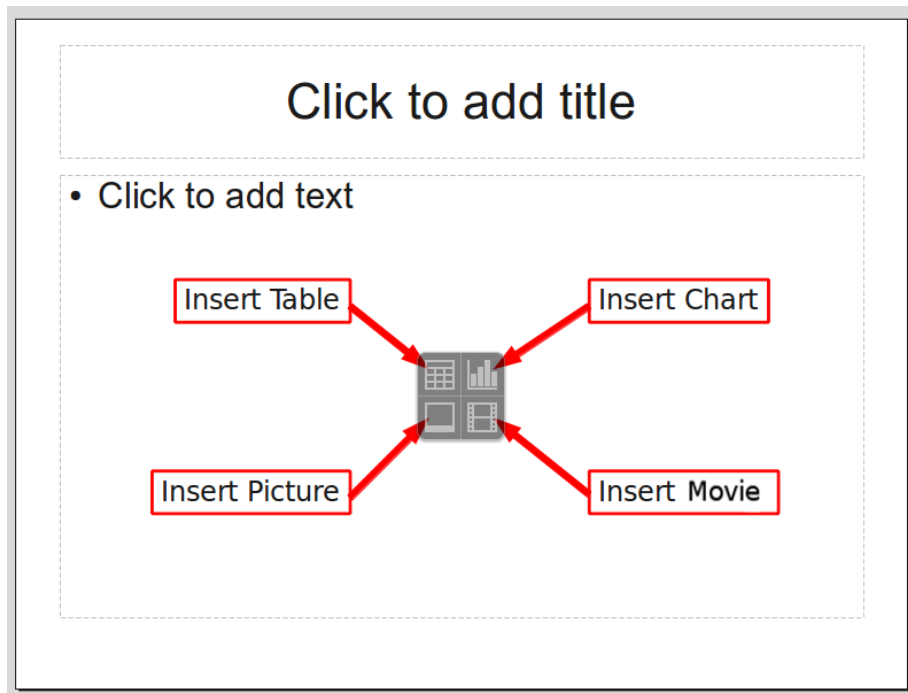 Click to add title
• Click to add text
Insert Table
Insert Chart
Insert Picture
Insert Movie